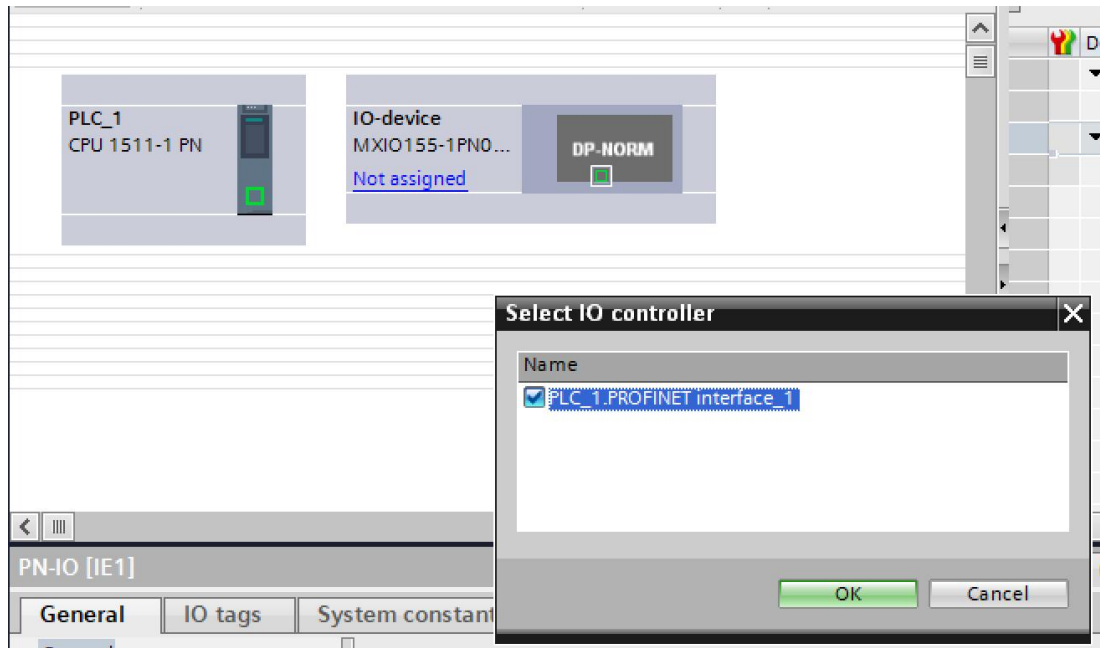 D
PLC_1
CPU 1511-1 PN
IO-device
MXIO155-1PN0...
Not assigned
DP-NORM
Select IO controller
Name
PLC_1.PROFINET interface_1
OK
Cancel
PN-IO [IE1]
General
IO tags
System constant